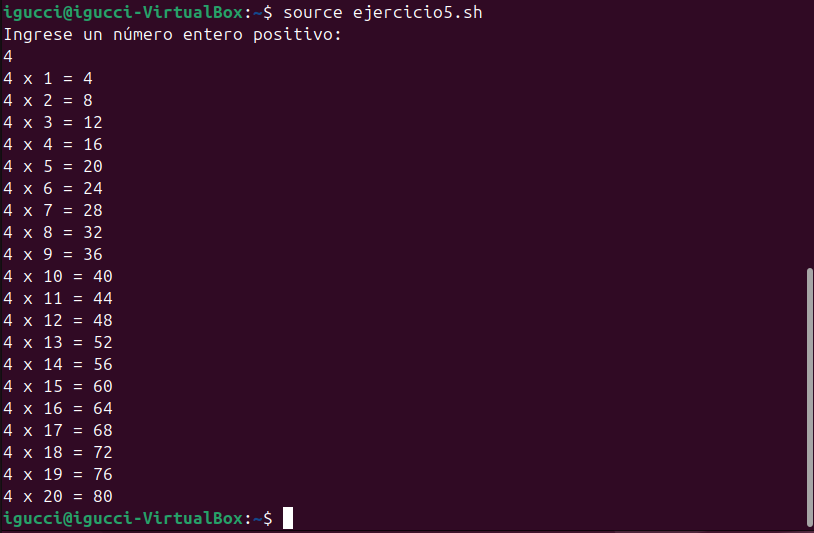 igucci@igucci-VirtualBox:~$ source ejercicio5.sh
Ingrese un número entero positivo:
4
4 x 1 = 4
4 x 2 = 8
4 x 3 = 12
4 x 4 = 16
4 x 5 = 20
4 x 6 = 24
4 x 7 = 28
4 x 8 = 32
4 x 9 = 36
4 x 10 = 40
4 x 11 = 44
4 x 12 = 48
4 x 13 = 52
4 x 14 = 56
4 x 15 = 60
4 x 16 = 64
4 x 17 = 68
4 x 18 = 72
4 x 19 = 76
4 x 20 = 80
igucci@igucci-VirtualBox:~$